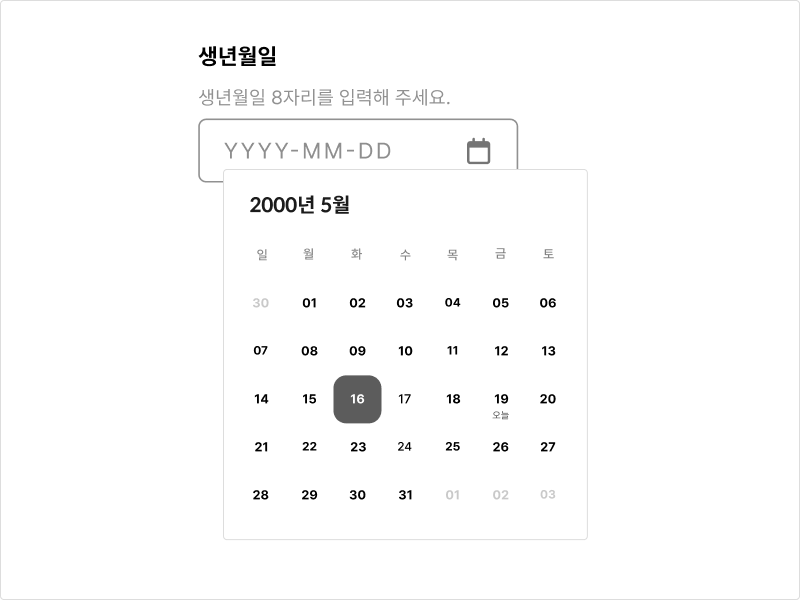 생년월일
생년월일 8자리를 입력해 주세요.
YYYY-MM-DD
2000년 5월
일 월 화 수 목 금 토
30 01 02 03 04 05 06
07 08 09 10 11 12 13
14 15 16 17 18 19 20
오늘
21 22 23 24 25 26 27
28 29 30 31 01 02 03